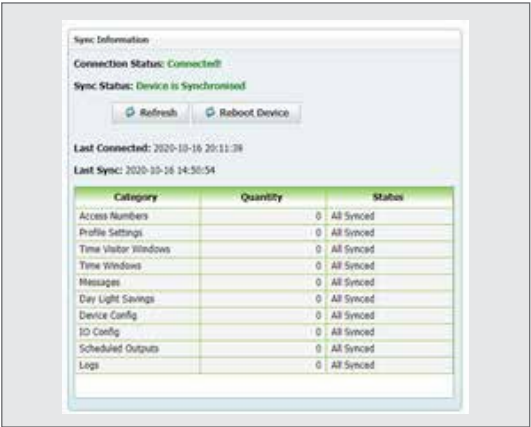 Sync Information
Connection Status: Connected!
Sync Status: Device is Synchronised
Refresh Reboot Device
Last Connected: 2020-10-16 20:11:39
Last Sync: 2020-10-16 14:50:54
Category Quantity Status
Access Numbers 0 All Synced
Profile Settings 0 All Synced
Time Visitor Windows 0 All Synced
Time Windows 0 All Synced
Messages 0 All Synced
Day Light Savings 0 All Synced
Device Config 0 All Synced
IO Config 0 All Synced
Scheduled Outputs 0 All Synced
Logs 0 All Synced